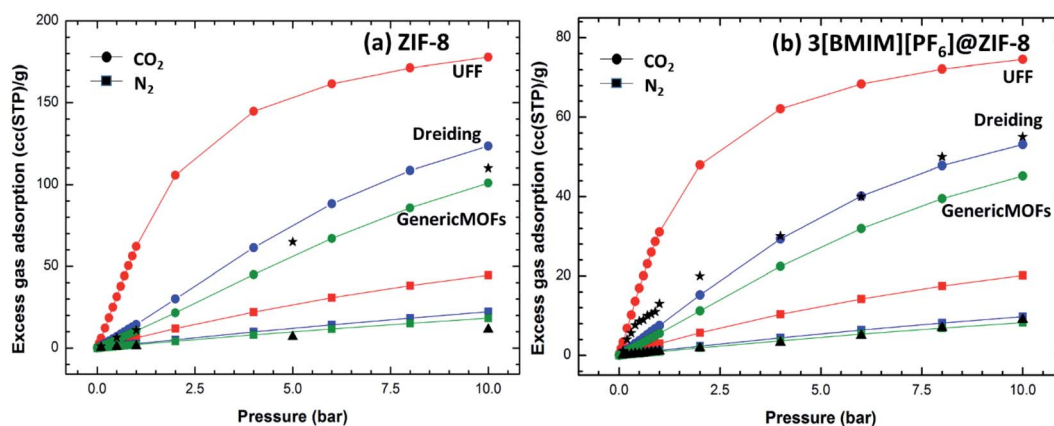 (a) ZIF-8
CO₂
N₂
UFF
Dreiding
GenericMOFs
200
150
100
50
0
Excess gas adsorption (cc(STP)/g)
0.0
2.5
5.0
7.5
10.0
Pressure (bar)
(b) 3[BMIM][PF₆]@ZIF-8
CO₂
N₂
UFF
Dreiding
GenericMOFs
80
60
40
20
0
Excess gas adsorption (cc(STP)/g)
0.0
2.5
5.0
7.5
10.0
Pressure (bar)